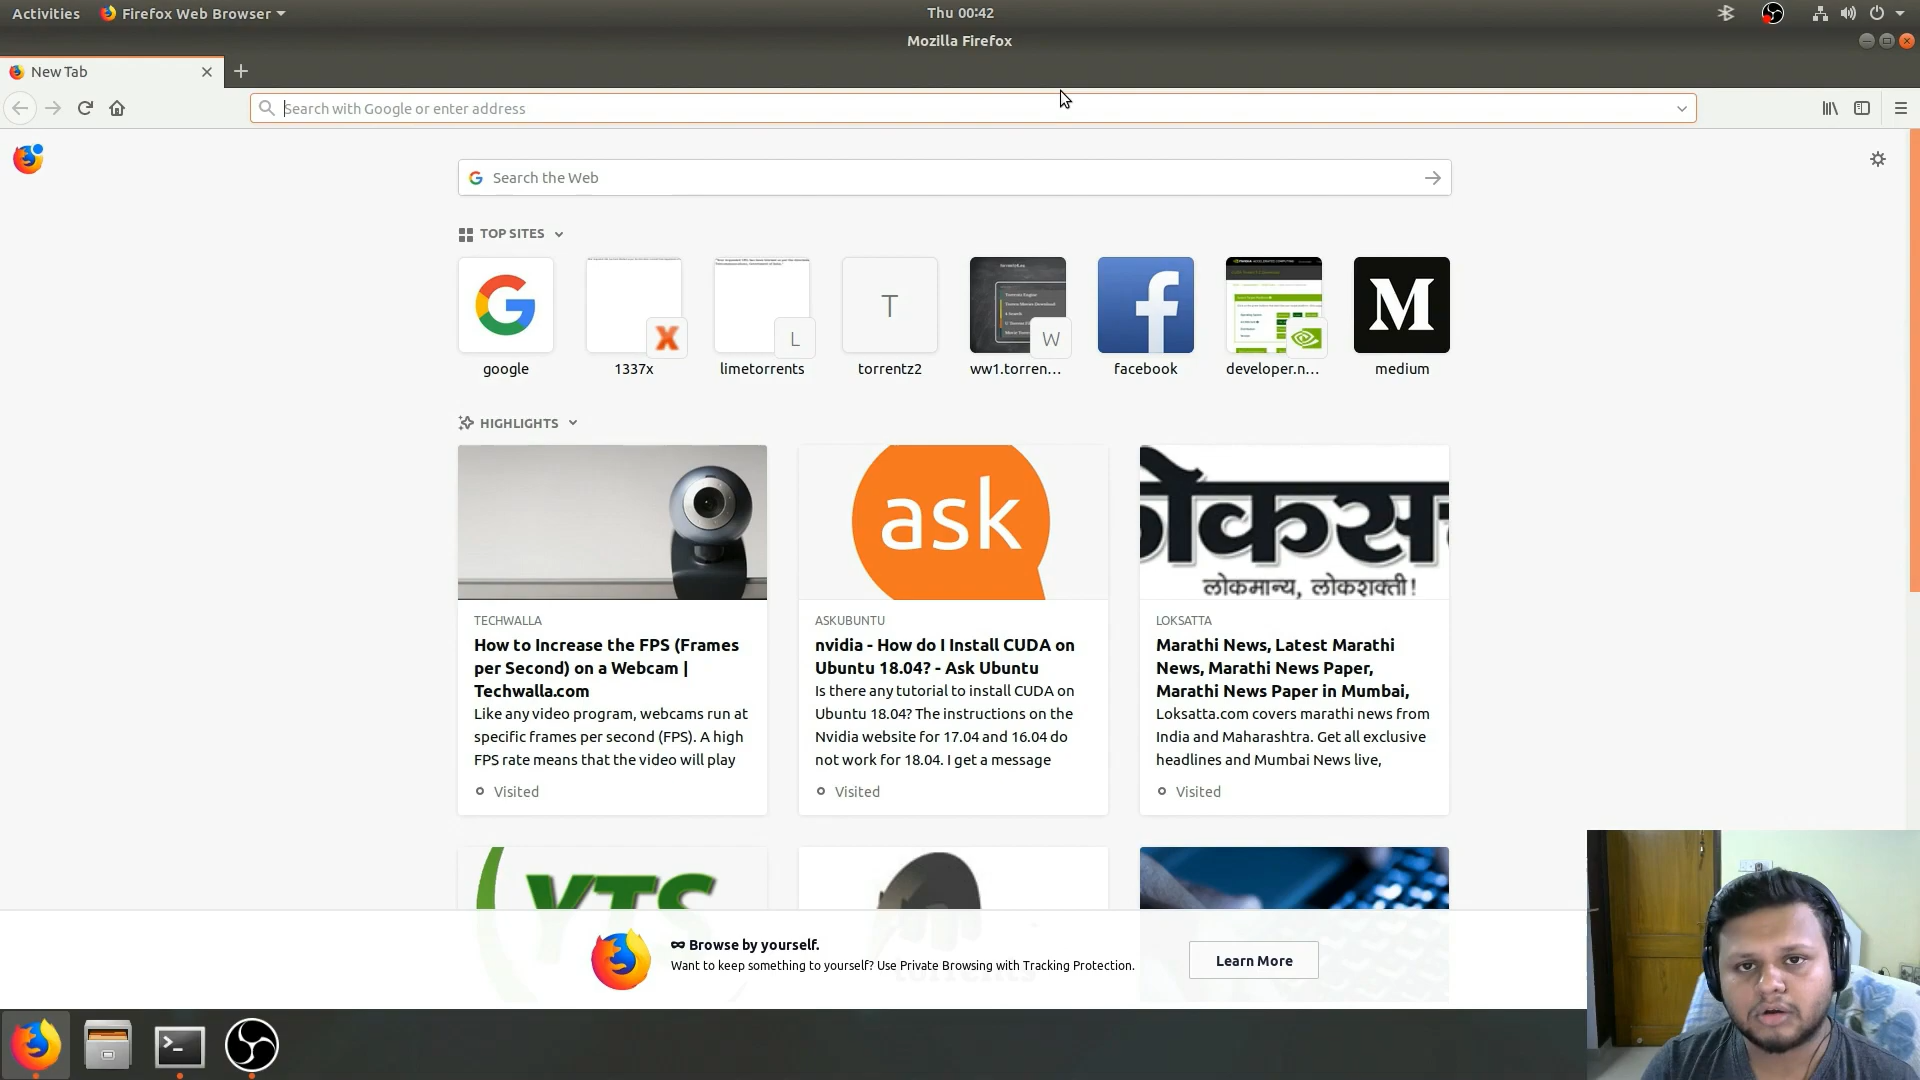 Activities
Firefox Web Browser
Thu 00:42
Mozilla Firefox
New Tab
Search with Google or enter address
Search the Web
TOP SITES
T
W
L
google
1337x
limetorrents
torrentz2
ww1.torren…
facebook
developer.n…
medium
HIGHLIGHTS
ask
लोकमान्य, लोकशक्ती!
TECHWALLA
How to Increase the FPS (Frames
per Second) on a Webcam |
Techwalla.com
Like any video program, webcams run at
specific frames per second (FPS). A high
FPS rate means that the video will play
Visited
ASKUBUNTU
nvidia - How do I Install CUDA on
Ubuntu 18.04? - Ask Ubuntu
Is there any tutorial to install CUDA on
Ubuntu 18.04? The instructions on the
Nvidia website for 17.04 and 16.04 do
not work for 18.04. I get a message
Visited
LOKSATTA
Marathi News, Latest Marathi
News, Marathi News Paper,
Marathi News Paper in Mumbai,
Loksatta.com covers marathi news from
India and Maharashtra. Get all exclusive
headlines and Mumbai News live,
Visited
YTS
Browse by yourself.
Want to keep something to yourself? Use Private Browsing with Tracking Protection.
Learn More